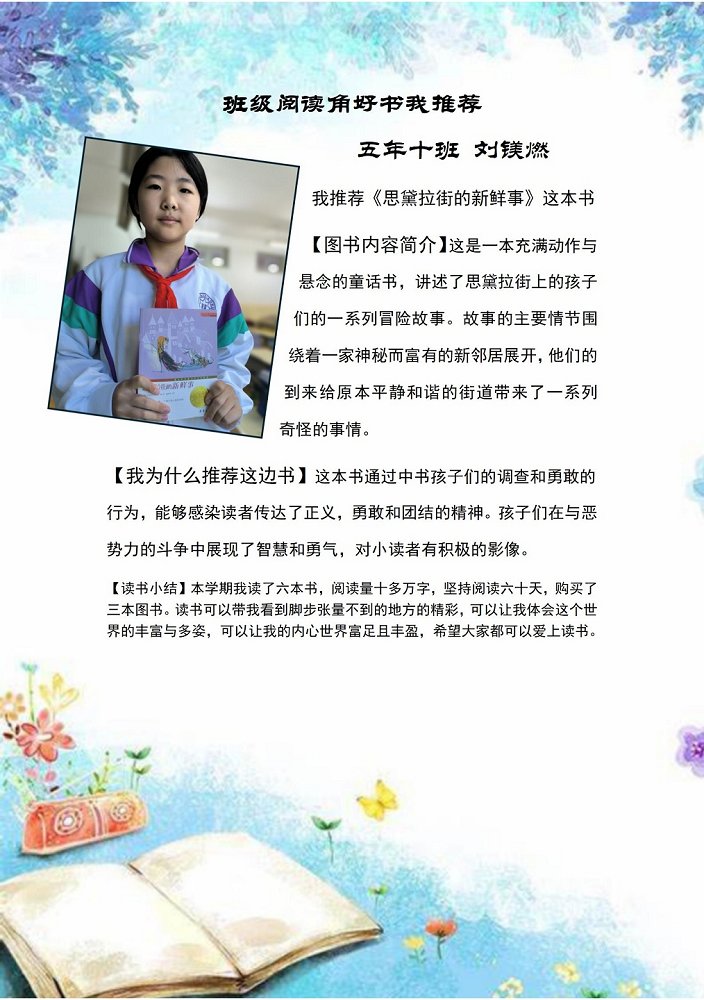 班级阅读角好书我推荐
五年十班 刘镁燃
我推荐《思黛拉街的新鲜事》这本书
【图书内容简介】这是一本充满动作与
悬念的童话书，讲述了思黛拉街上的孩子
们的一系列冒险故事。故事的主要情节围
绕着一家神秘而富有的新邻居展开，他们的
到来给原本平静和谐的街道带来了一系列
奇怪的事情。
【我为什么推荐这边书】这本书通过中书孩子们的调查和勇敢的
行为，能够感染读者传达了正义，勇敢和团结的精神。孩子们在与恶
势力的斗争中展现了智慧和勇气，对小读者有积极的影像。
【读书小结】本学期我读了六本书，阅读量十多万字，坚持阅读六十天，购买了
三本图书。读书可以带我看到脚步张量不到的地方的精彩，可以让我体会这个世
界的丰富与多姿，可以让我的内心世界富足且丰盈，希望大家都可以爱上读书。